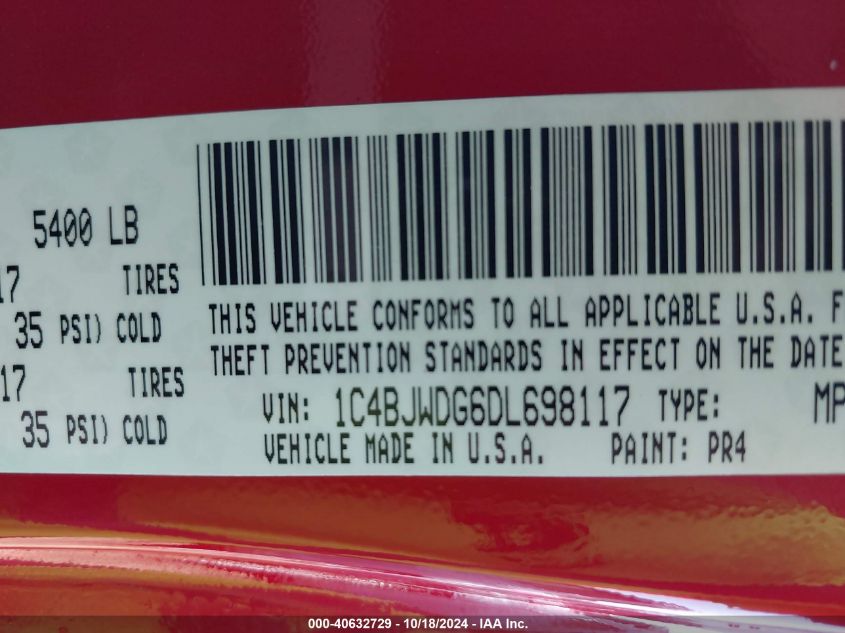 5400 LB
17 TIRES
35 PSI) COLD
17 TIRES
35 PSI) COLD
THIS VEHICLE CONFORMS TO ALL APPLICABLE U.S.A. F
THEFT PREVENTION STANDARDS IN EFFECT ON THE DATE
VIN: 1C4BJWDG6DL698117 TYPE: MP
VEHICLE MADE IN U.S.A. PAINT: PR4
000-40632729 - 10/18/2024 - IAA Inc.